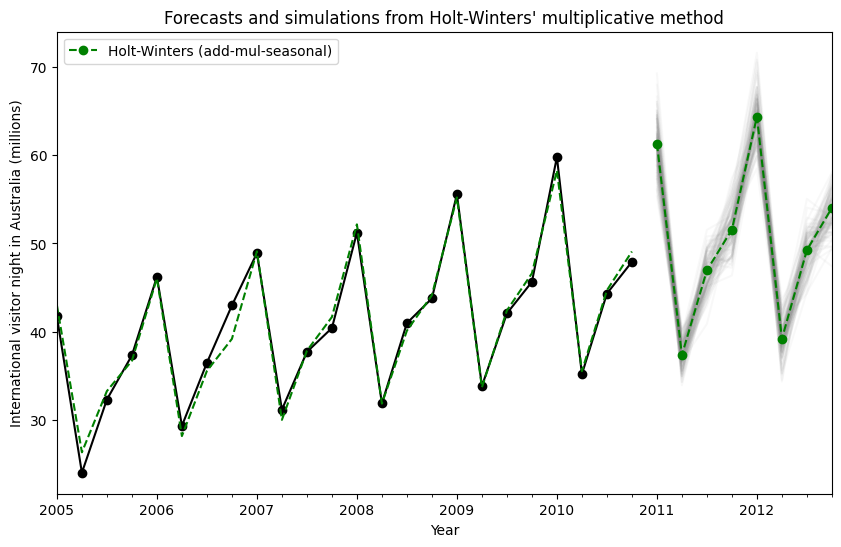 Forecasts and simulations from Holt-Winters' multiplicative method
Holt-Winters (add-mul-seasonal)
International visitor night in Australia (millions)
70
60
50
40
30
2005 2006 2007 2008 2009 2010 2011 2012
Year